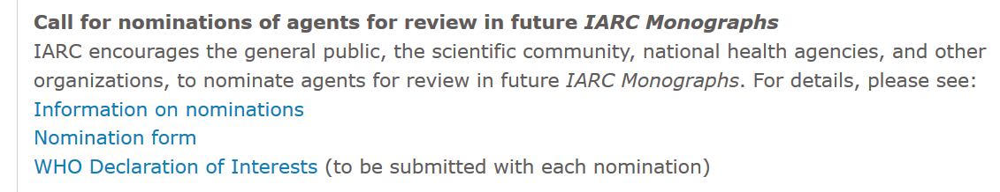 Call for nominations of agents for review in future IARC Monographs
IARC encourages the general public, the scientific community, national health agencies, and other
organizations, to nominate agents for review in future IARC Monographs. For details, please see:
Information on nominations
Nomination form
WHO Declaration of Interests (to be submitted with each nomination)